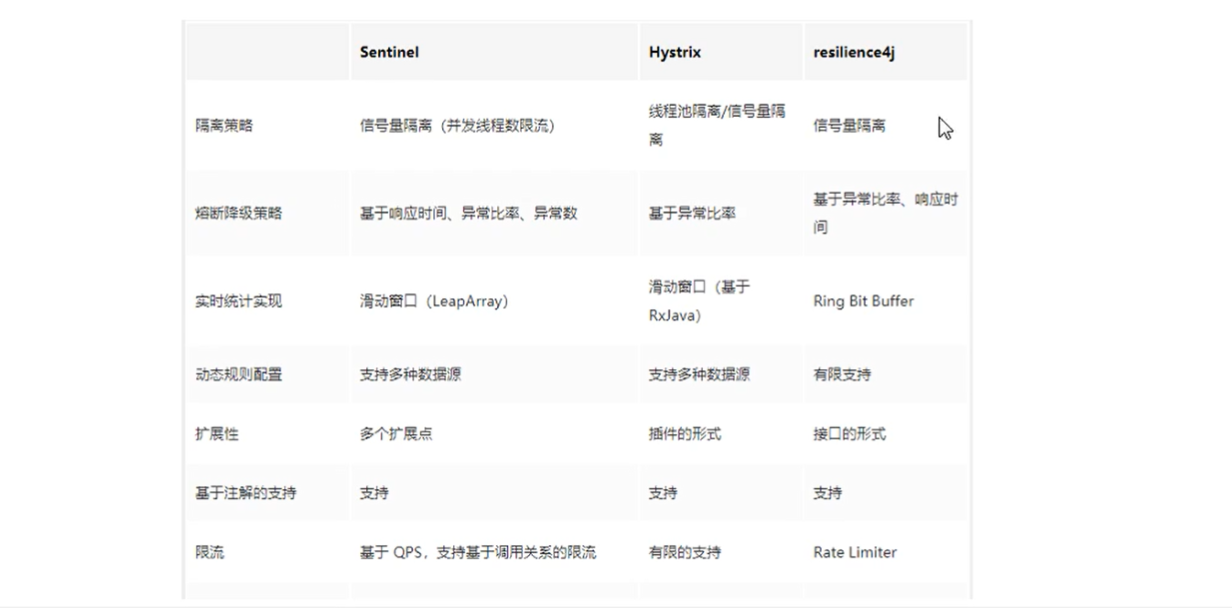 Sentinel Hystrix resilience4j
隔离策略 信号量隔离（并发线程数限流） 线程池隔离/信号量隔 信号量隔离
离
熔断降级策略 基于响应时间、异常比率、异常数 基于异常比率 基于异常比率、响应时
间
实时统计实现 滑动窗口（LeapArray） 滑动窗口（基于 Ring Bit Buffer
RxJava）
动态规则配置 支持多种数据源 支持多种数据源 有限支持
扩展性 多个扩展点 插件的形式 接口的形式
基于注解的支持 支持 支持 支持
限流 基于 QPS，支持基于调用关系的限流 有限的支持 Rate Limiter